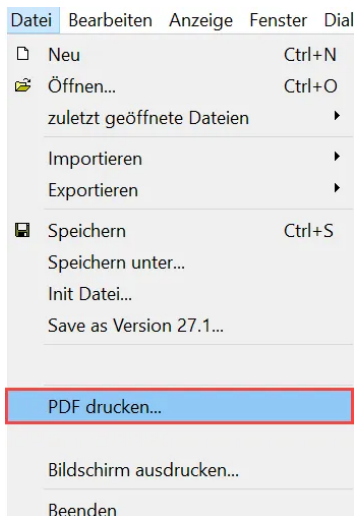 Datei Bearbeiten Anzeige Fenster Dial
Neu Ctrl+N
Öffnen... Ctrl+O
zuletzt geöffnete Dateien
Importieren
Exportieren
Speichern Ctrl+S
Speichern unter...
Init Datei...
Save as Version 27.1...
PDF drucken...
Bildschirm ausdrucken...
Beenden